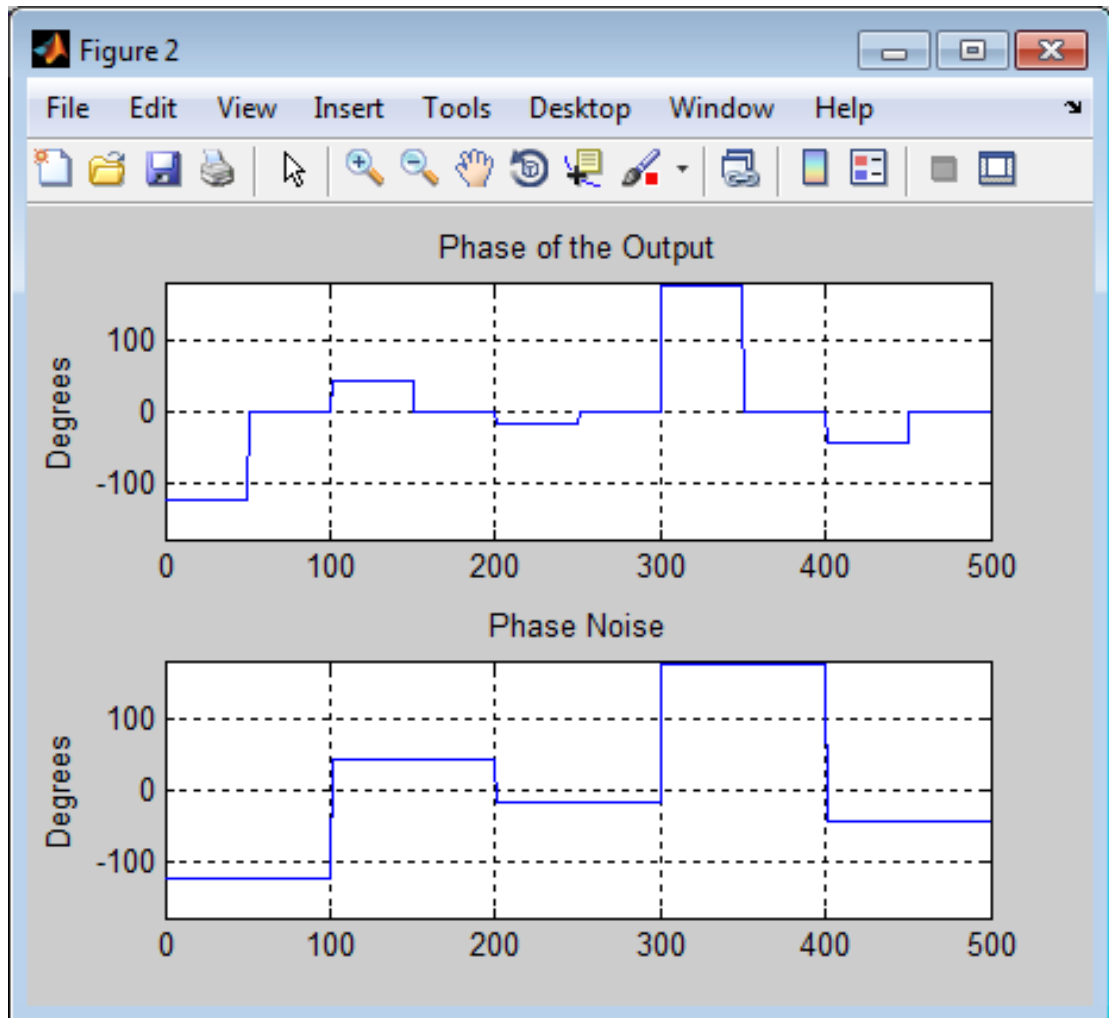 Figure 2
File Edit View Insert Tools Desktop Window Help
Phase of the Output
Degrees
100
0
-100
0 100 200 300 400 500
Phase Noise
Degrees
100
0
-100
0 100 200 300 400 500